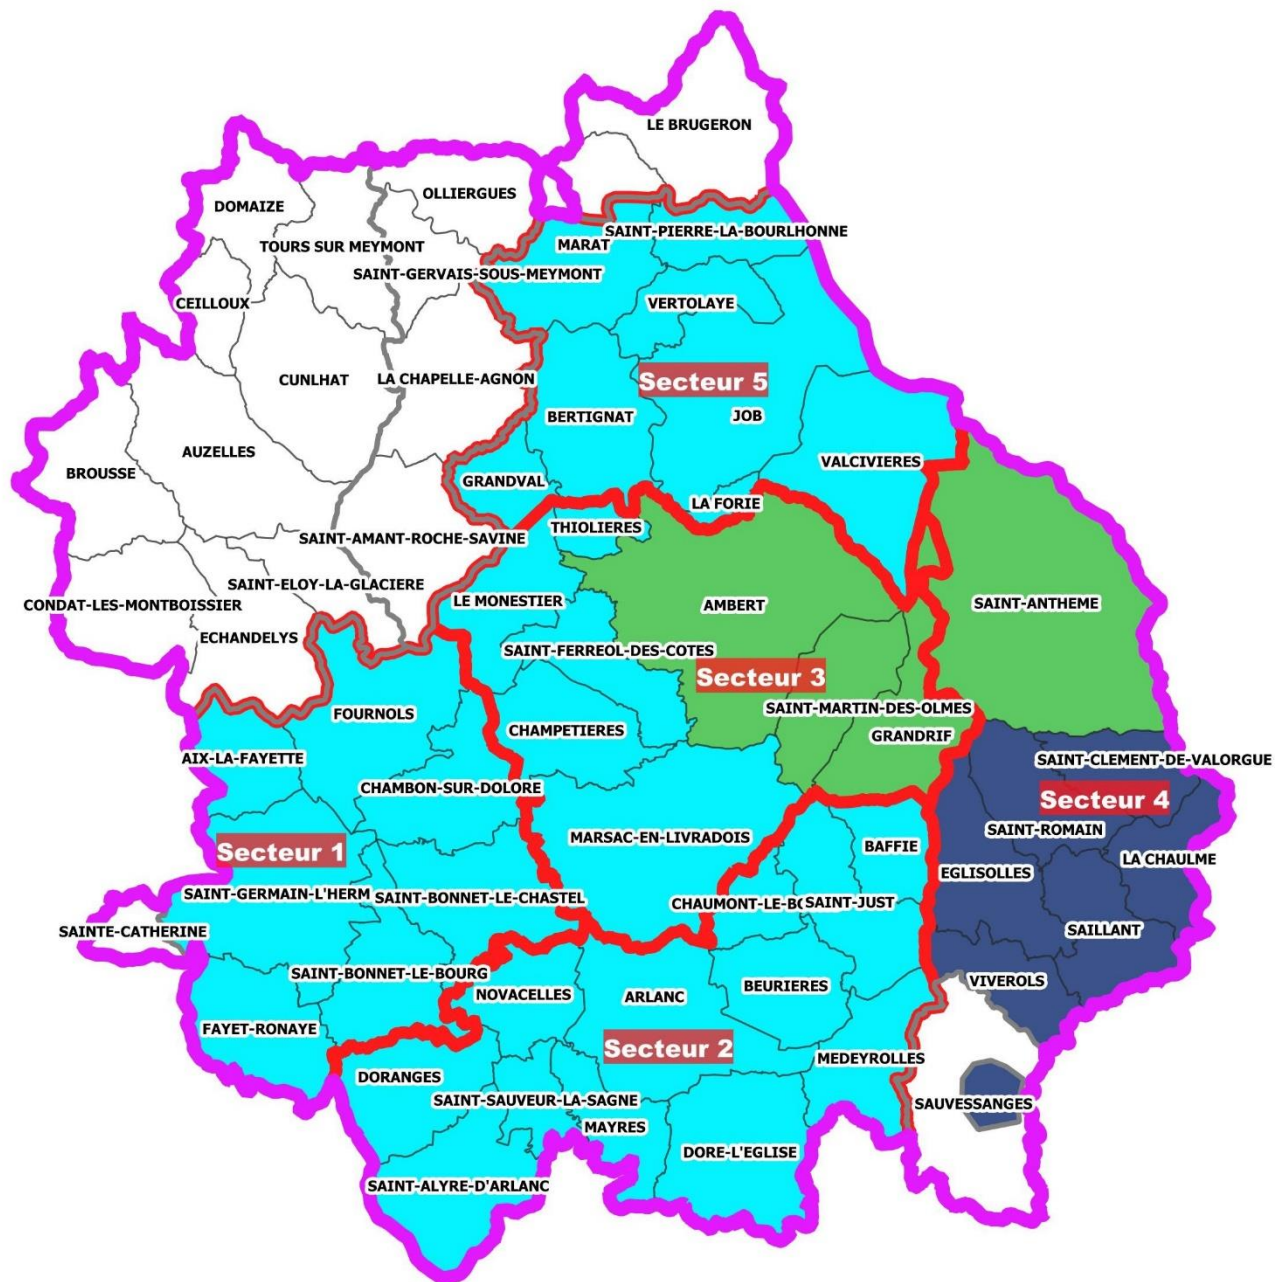 LE BRUGERON
OLLIERGUES
DOMAIZE
SAINT-PIERRE-LA-BOURLHONNE
TOURS SUR MEYMONT
MARAT
SAINT-GERVAIS-SOUS-MEYMONT
CEILLOUX
VERTOLAYE
CUNLHAT
LA CHAPELLE-AGNON
Secteur 5
BERTIGNAT
JOB
AUZELLES
VALCIVIERES
BROUSSE
GRANDVAL
LA FORIE
THIOLIERES
SAINT-AMANT-ROCHE-SAVINE
SAINT-ELOY-LA-GLACIERE
CONDAT-LES-MONTBOISSIER
LE MONESTIER
AMBERT
SAINT-ANTHEME
ECHANDELYS
SAINT-FERREOL-DES-COTES
Secteur 3
SAINT-MARTIN-DES-OLMES
FOURNOLS
CHAMPETIERES
GRANDRIF
AIX-LA-FAYETTE
SAINT-CLEMENT-DE-VALORGUE
CHAMBON-SUR-DOLORE
Secteur 4
SAINT-ROMAIN
MARSAC-EN-LIVRADOIS
BAFFIE
Secteur 1
LA CHAULME
EGLISOLLES
SAINT-GERMAIN-L'HERM
SAINT-BONNET-LE-CHASTEL
CHAUMONT-LE-BO
SAINT-JUST
SAINTE-CATHERINE
SAILLANT
SAINT-BONNET-LE-BOURG
VIVEROLS
NOVACELLES
ARLANC
BEURIERES
FAYET-RONAYE
Secteur 2
MEDEYROLLES
DORANGES
SAINT-SAUVEUR-LA-SAGNE
SAUVESSANGES
MAYRES
DORE-L'EGLISE
SAINT-ALYRE-D'ARLANC